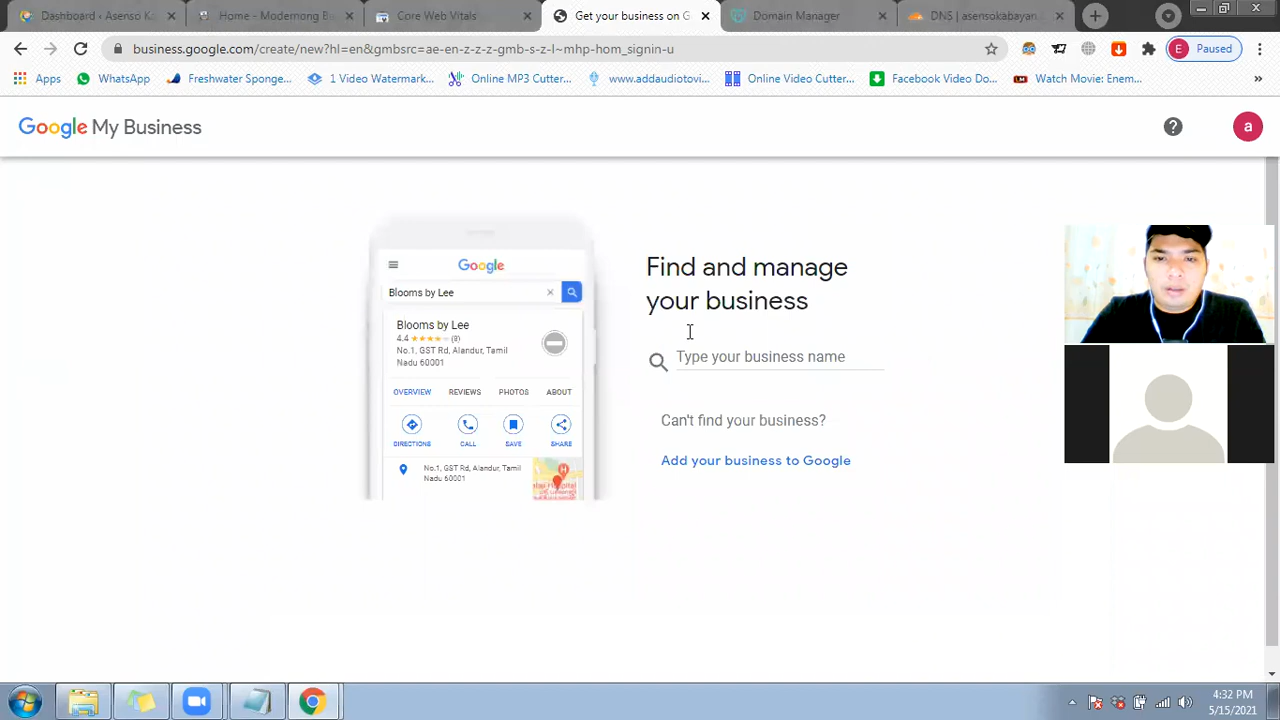 Dashboard ‹ Asenso K
Home - Modernong B
Core Web Vitals
Get your business on G
Domain Manager
DNS | asensokabayan.
business.google.com/create/new?hl=en&gmbsrc=ae-en-z-z-z-gmb-s-z-l~mhp-hom_signin-u
E Paused
Apps
WhatsApp
Freshwater Sponge...
1 Video Watermark...
Online MP3 Cutter...
www.addaudiotovi...
Online Video Cutter...
Facebook Video Do...
LM Watch Movie: Enem...
»
Google My Business
?
a
Google
Blooms by Lee
Blooms by Lee
4.4 ★★★★ (8)
No.1, GST Rd, Alandur, Tamil
Nadu 60001
OVERVIEW REVIEWS PHOTOS ABOUT
DIRECTIONS CALL SAVE SHARE
No.1, GST Rd, Alandur, Tamil
Nadu 60001
Find and manage
your business
Type your business name
Can't find your business?
Add your business to Google
4:32 PM
5/15/2021